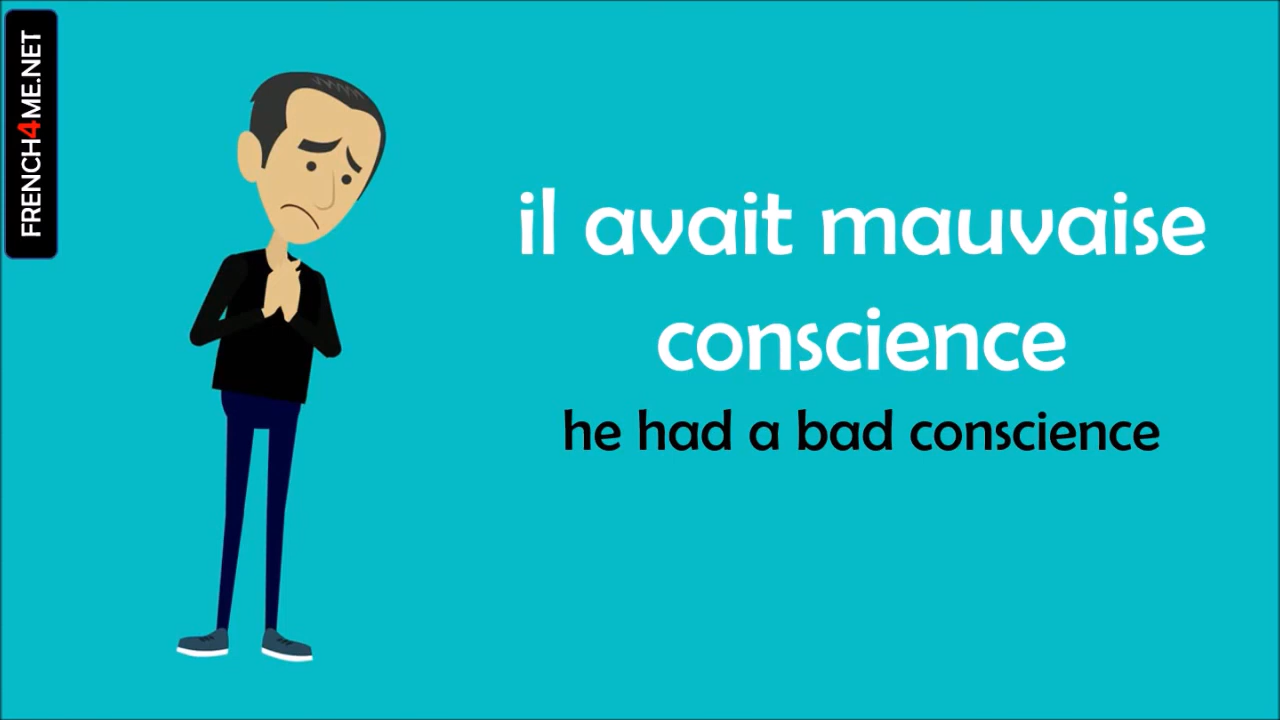 FRENCH4ME.NET
il avait mauvaise
conscience
he had a bad conscience